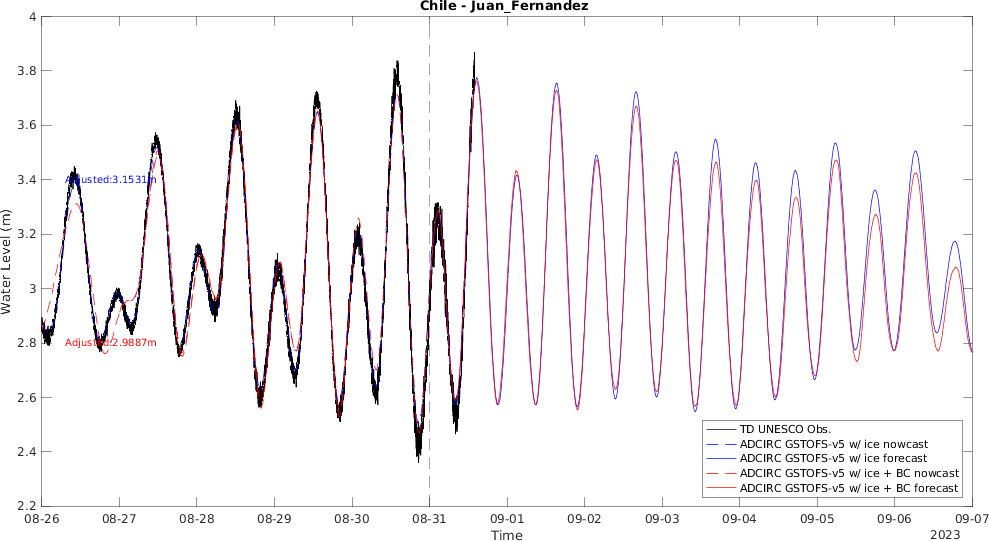 Chile - Juan_Fernandez
4
3.8
3.6
3.4
3.2
3
2.8
2.6
2.4
2.2
Water Level (m)
Adjusted:3.1531m
Adjusted:2.9887m
TD UNESCO Obs.
ADCIRC GSTOFS-v5 w/ ice nowcast
ADCIRC GSTOFS-v5 w/ ice forecast
ADCIRC GSTOFS-v5 w/ ice + BC nowcast
ADCIRC GSTOFS-v5 w/ ice + BC forecast
08-26 08-27 08-28 08-29 08-30 08-31 09-01 09-02 09-03 09-04 09-05 09-06 09-07
Time
2023